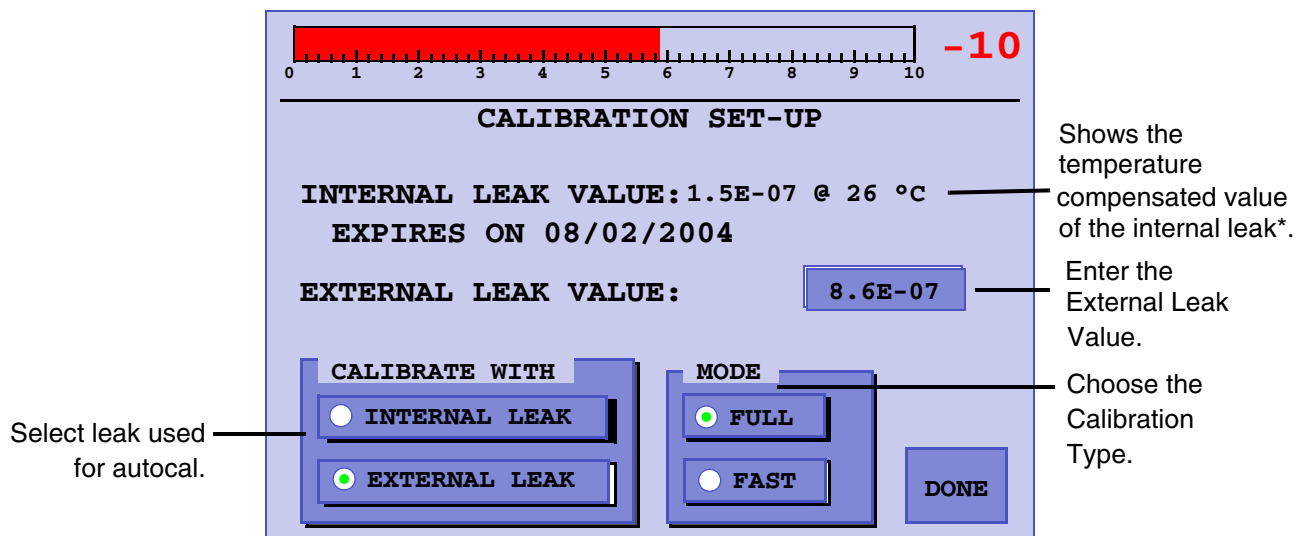 -10
0 1 2 3 4 5 6 7 8 9 10
CALIBRATION SET-UP
INTERNAL LEAK VALUE: 1.5E-07 @ 26 ºC
EXPIRES ON 08/02/2004
EXTERNAL LEAK VALUE: 8.6E-07
CALIBRATE WITH
INTERNAL LEAK
EXTERNAL LEAK
MODE
FULL
FAST
DONE
Shows the
temperature
compensated value
of the internal leak*.
Enter the
External Leak
Value.
Choose the
Calibration
Type.
Select leak used
for autocal.